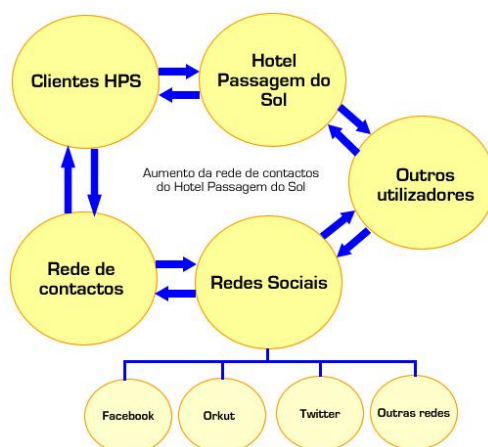 Clientes HPS
Hotel
Passagem do
Sol
Aumento da rede de contactos
do Hotel Passagem do Sol
Outros
utilizadores
Rede de
contactos
Redes Sociais
Facebook
Orkut
Twitter
Outras redes